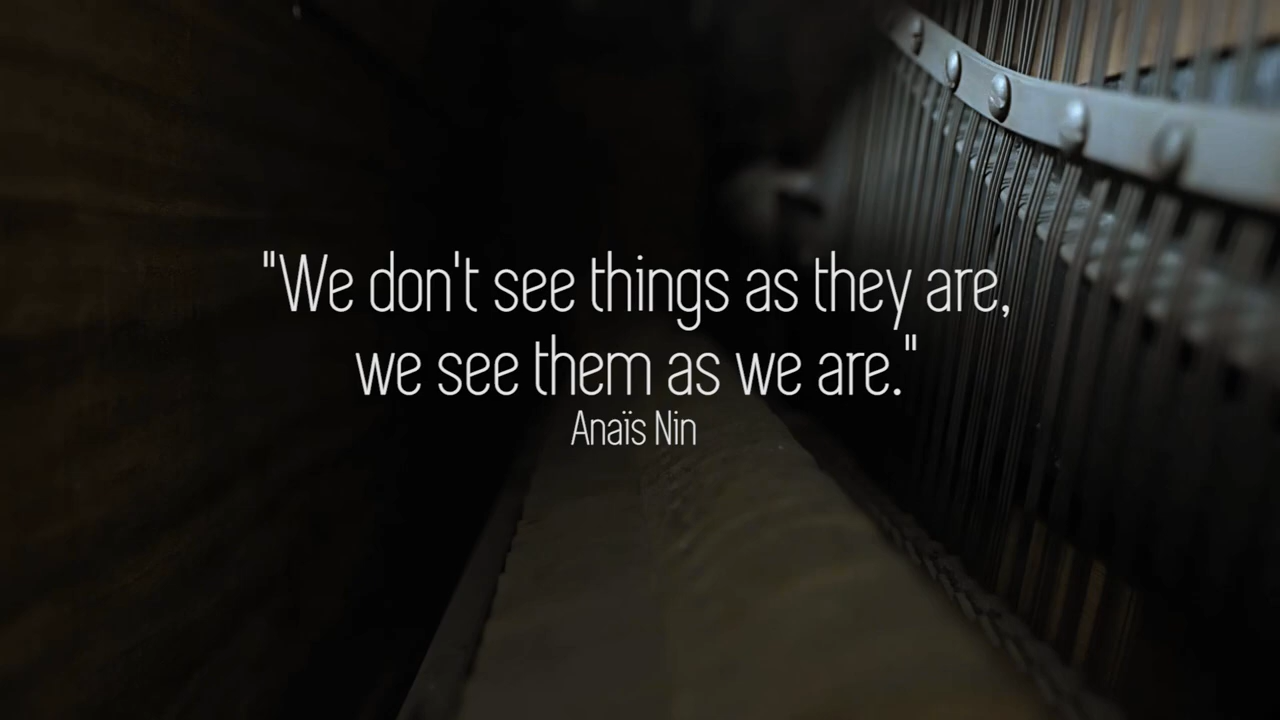 "We don't see things as they are,
we see them as we are."
Anaïs Nin